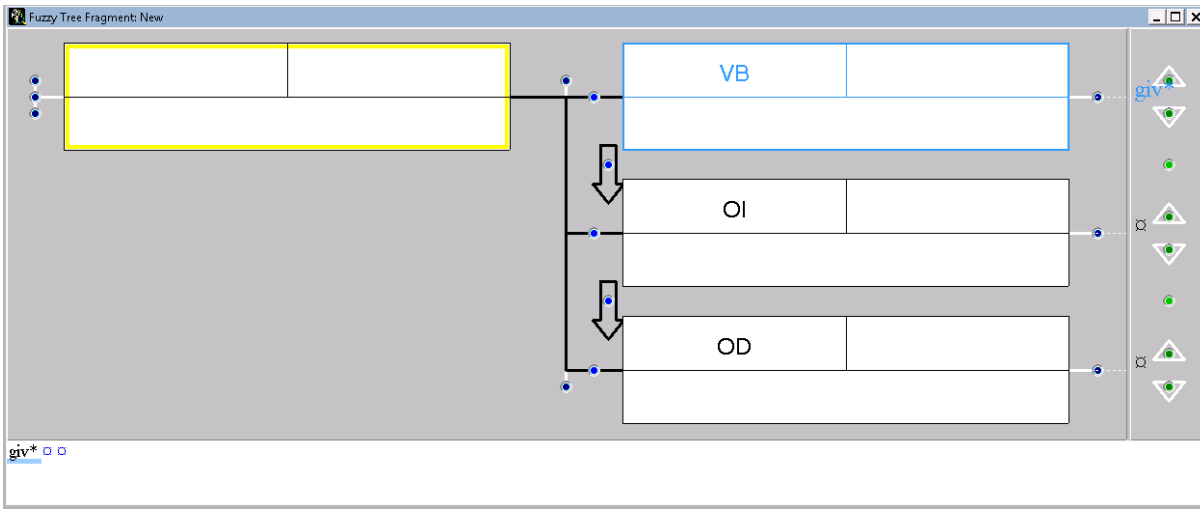 Fuzzy Tree Fragment: New
VB
giv*
OI
¤
OD
¤
giv* ¤ ¤